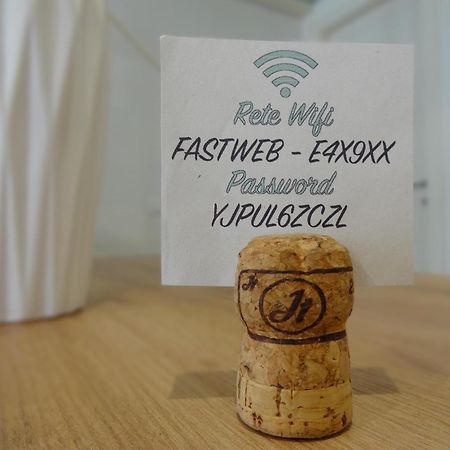 Rete Wifi
FASTWEB - E4X9XX
Password
YJPUL6ZCZL